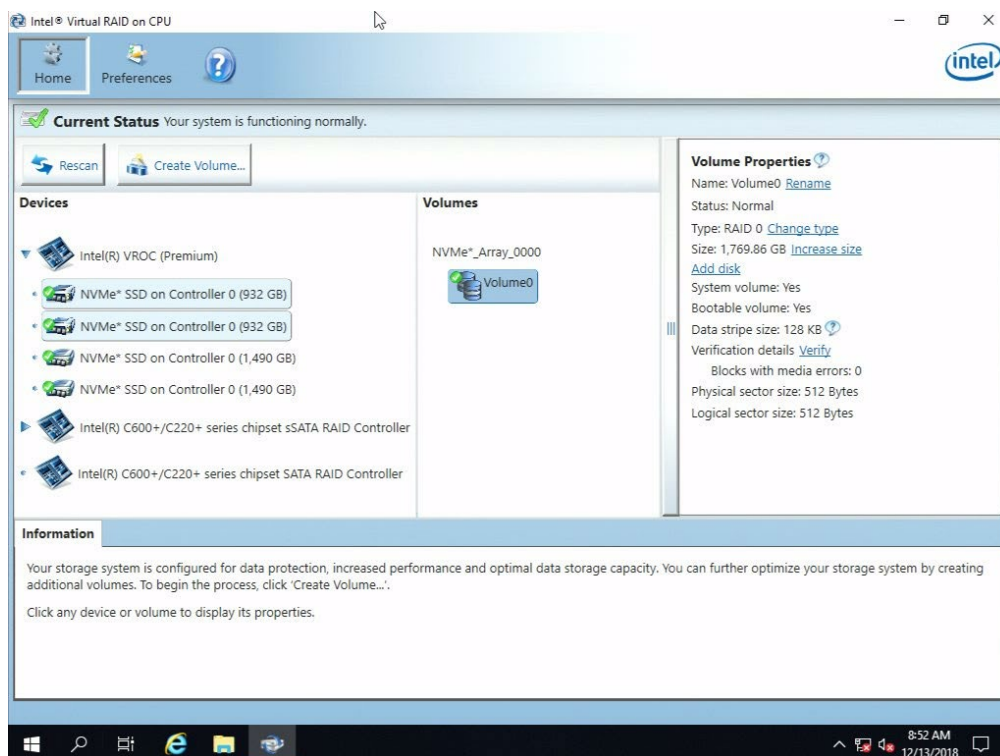 Intel® Virtual RAID on CPU
Home
Preferences
intel
Current Status Your system is functioning normally.
Rescan
Create Volume...
Devices
Intel(R) VROC (Premium)
NVMe* SSD on Controller 0 (932 GB)
NVMe* SSD on Controller 0 (932 GB)
NVMe* SSD on Controller 0 (1,490 GB)
NVMe* SSD on Controller 0 (1,490 GB)
Intel(R) C600+/C220+ series chipset sSATA RAID Controller
Intel(R) C600+/C220+ series chipset SATA RAID Controller
Volumes
NVMe*_Array_0000
Volume0
Volume Properties
Name: Volume0 Rename
Status: Normal
Type: RAID 0 Change type
Size: 1,769.86 GB Increase size
Add disk
System volume: Yes
Bootable volume: Yes
Data stripe size: 128 KB
Verification details Verify
Blocks with media errors: 0
Physical sector size: 512 Bytes
Logical sector size: 512 Bytes
Information
Your storage system is configured for data protection, increased performance and optimal data storage capacity. You can further optimize your storage system by creating
additional volumes. To begin the process, click 'Create Volume...'.
Click any device or volume to display its properties.
8:52 AM
12/13/2018